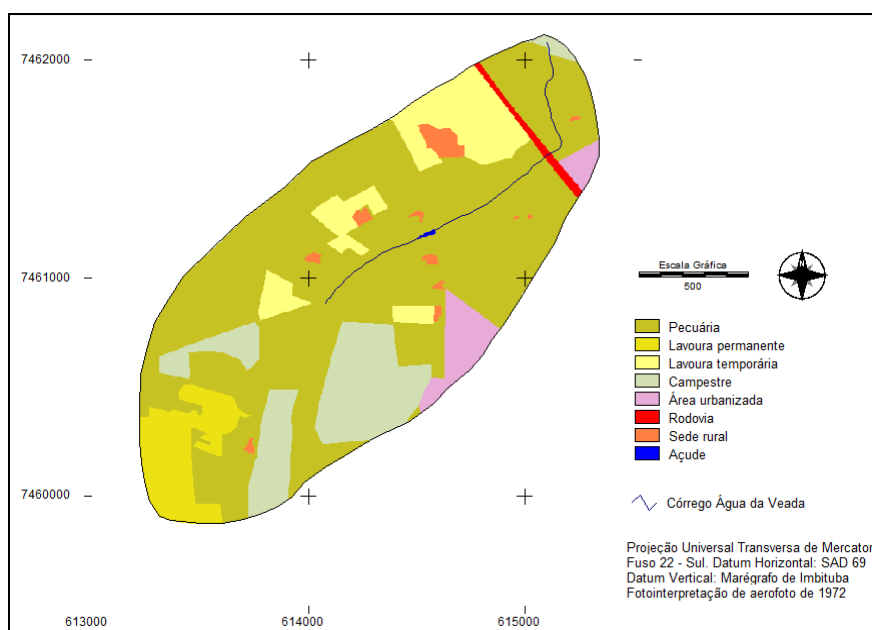 7462000
7461000
7460000
613000
614000
615000
Escala Gráfica
500
Pecuária
Lavoura permanente
Lavoura temporária
Campestre
Área urbanizada
Rodovia
Sede rural
Açude
Córrego Água da Veada
Projeção Universal Transversa de Mercator
Fuso 22 - Sul. Datum Horizontal: SAD 69
Datum Vertical: Marégrafo de Imbituba
Fotointerpretação de aerofoto de 1972